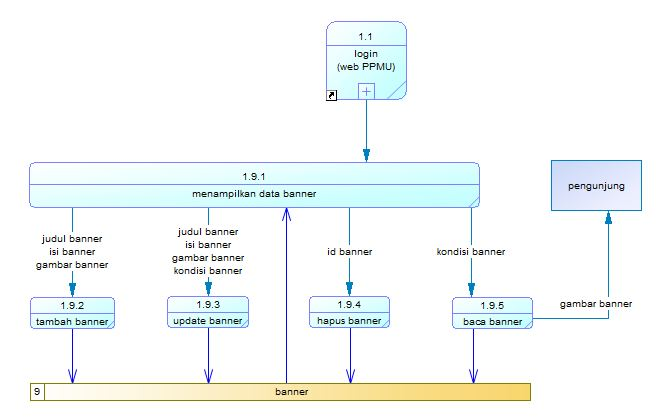 1.1
login
(web PPMU)
1.9.1
menampilkan data banner
pengunjung
judul banner
isi banner
gambar banner
judul banner
isi banner
gambar banner
kondisi banner
id banner
kondisi banner
1.9.2
tambah banner
1.9.3
update banner
1.9.4
hapus banner
1.9.5
baca banner
gambar banner
9
banner